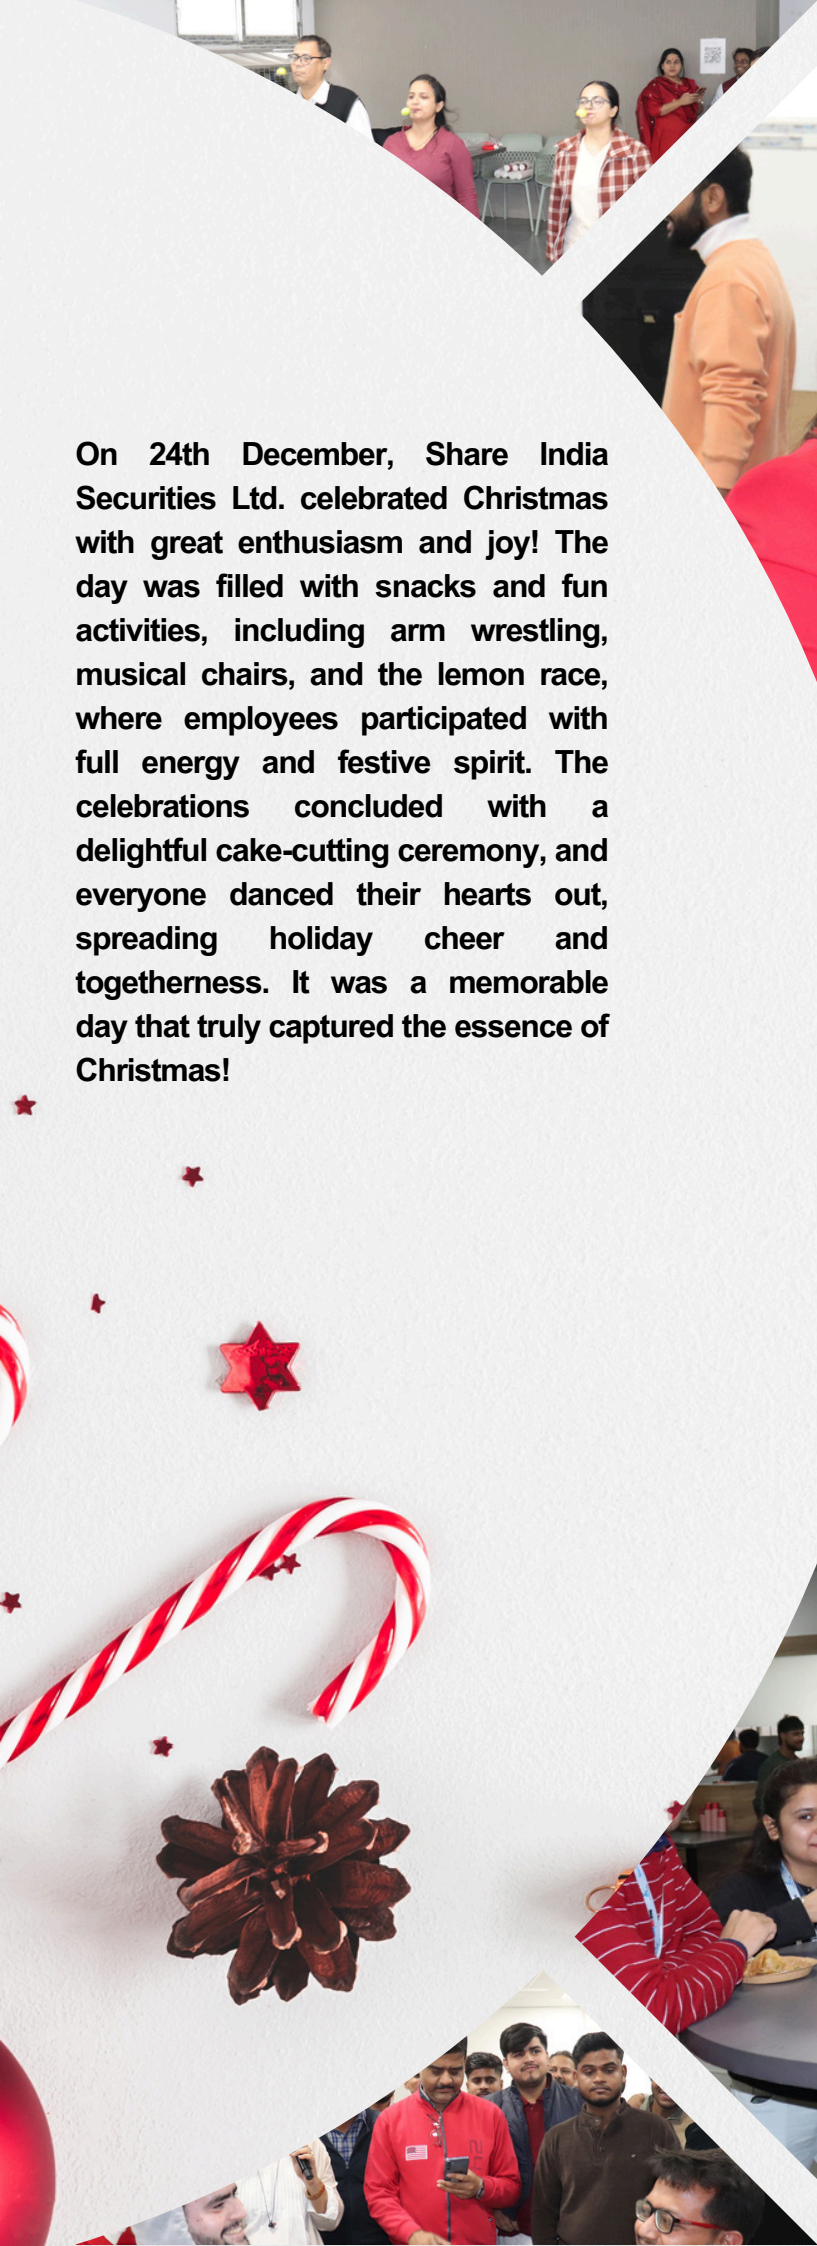 On 24th December, Share India
Securities Ltd. celebrated Christmas
with great enthusiasm and joy! The
day was filled with snacks and fun
activities, including arm wrestling,
musical chairs, and the lemon race,
where employees participated with
full energy and festive spirit. The
celebrations concluded with a
delightful cake-cutting ceremony, and
everyone danced their hearts out,
spreading holiday cheer and
togetherness. It was a memorable
day that truly captured the essence of
Christmas!